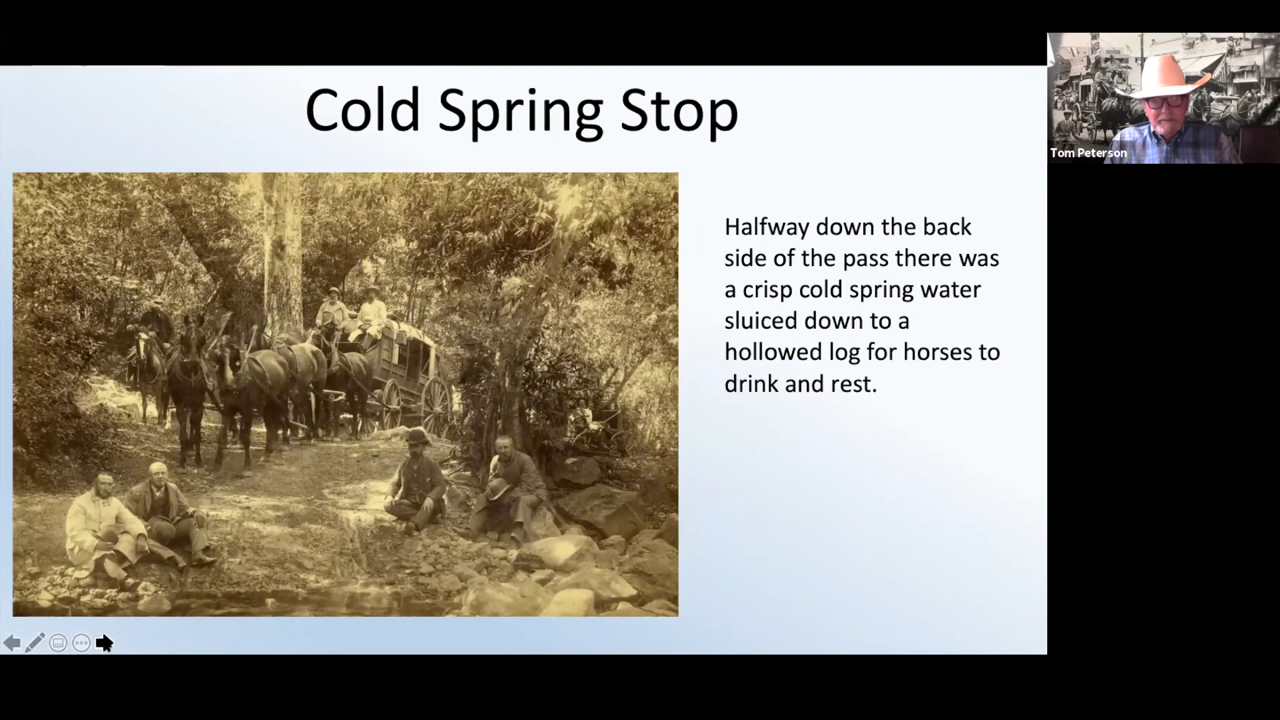 Cold Spring Stop
Tom Peterson
Halfway down the back
side of the pass there was
a crisp cold spring water
sluiced down to a
hollowed log for horses to
drink and rest.